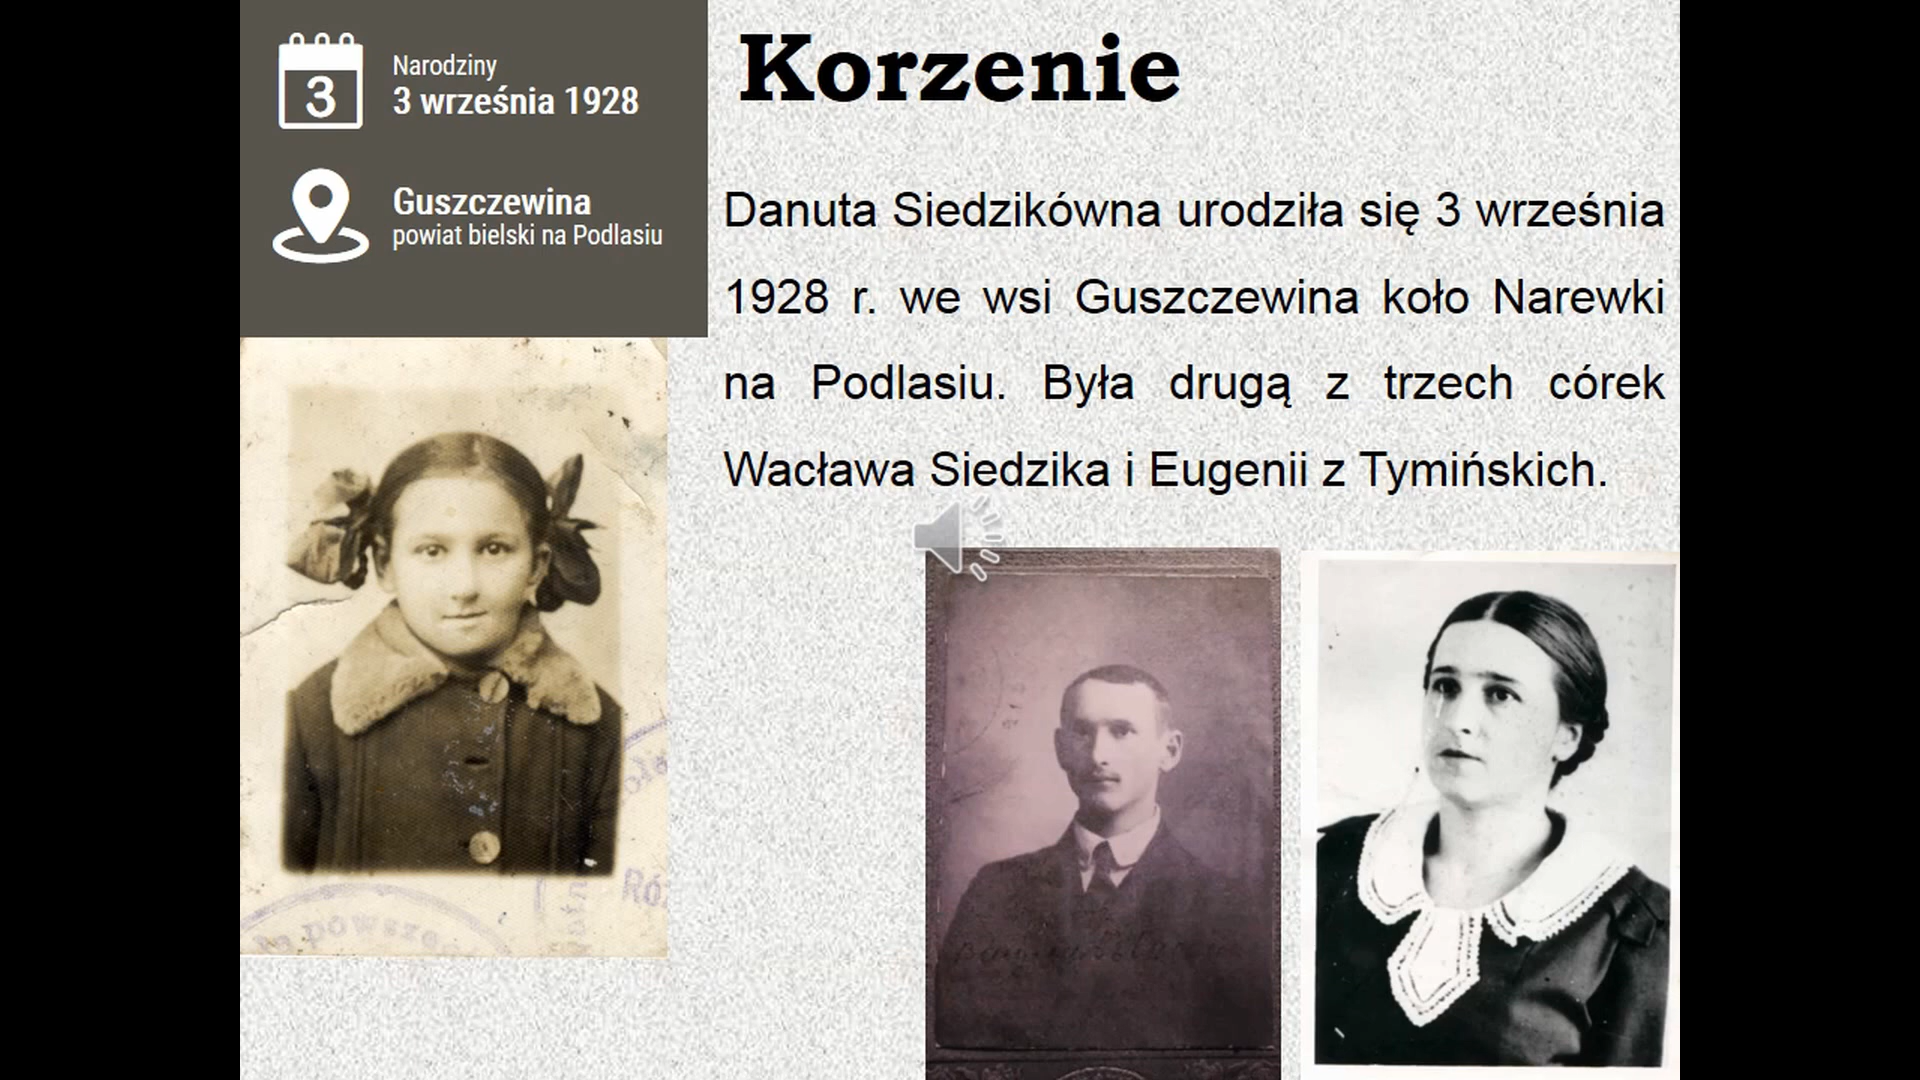 3
Narodziny
3 września 1928
Guszczewina
powiat bielski na Podlasiu
Korzenie
Danuta Siedzikówna urodziła się 3 września
1928 r. we wsi Guszczewina koło Narewki
na Podlasiu. Była drugą z trzech córek
Wacława Siedzika i Eugenii z Tymińskich.